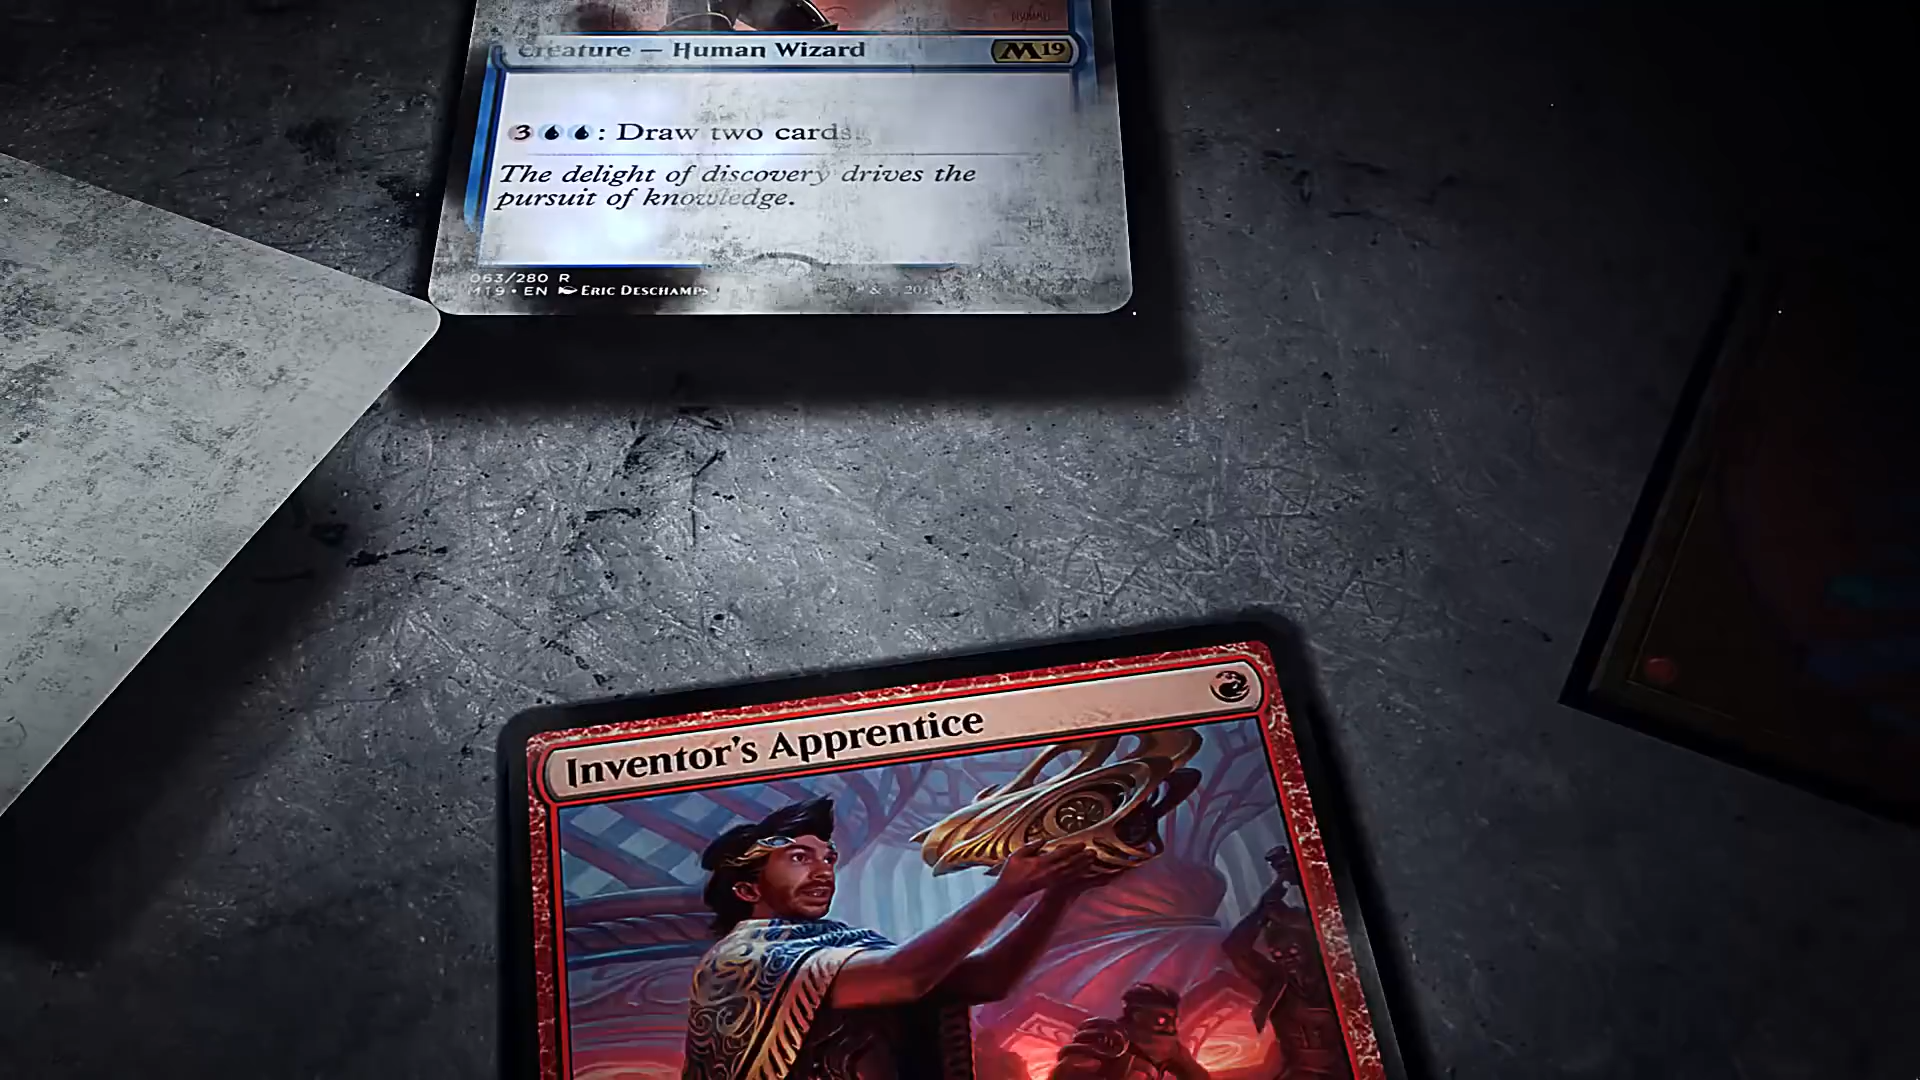 Creature — Human Wizard M19
3: Draw two cards
The delight of discovery drives the
pursuit of knowledge.
063/280 R
M19 • EN ERIC DESCHAMPS
Inventor's Apprentice